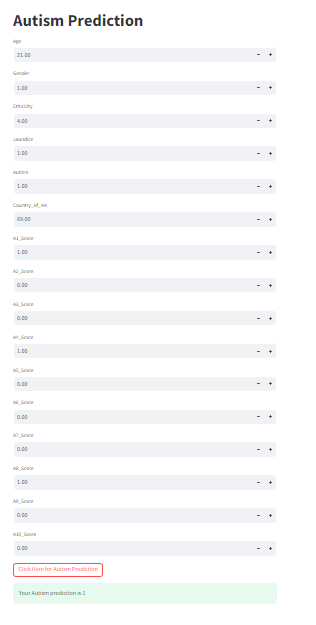 Autism Prediction
Age
21.00
Gender
1.00
Ethnicity
4.00
Jaundice
1.00
Autism
1.00
Country_of_res
69.00
A1_Score
1.00
A2_Score
0.00
A3_Score
0.00
A4_Score
1.00
A5_Score
0.00
A6_Score
0.00
A7_Score
0.00
A8_Score
1.00
A9_Score
0.00
A10_Score
0.00
Click Here for Autism Prediction
Your Autism prediction is 1